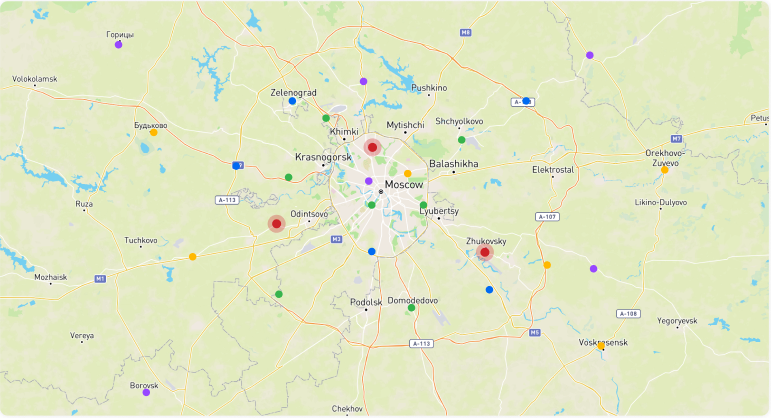 Горицы
M8
Volokolamsk
Zelenograd
Pushkino
Будьково
Khimki
Mytishchi
Shchyolkovo
Petus
M7
Krasnogorsk
Balashikha
Elektrostal
Orekhovo-
Zuyevo
Ruza
A-113
Moscow
Odintsovo
Lyubertsy
Likino-Dulyovo
A-107
Tuchkovo
M3
Zhukovsky
Mozhaisk
M1
Podolsk
Domodedovo
A-108
Yegoryevsk
Vereya
A-113
M5
Voskresensk
Borovsk
Chekhov